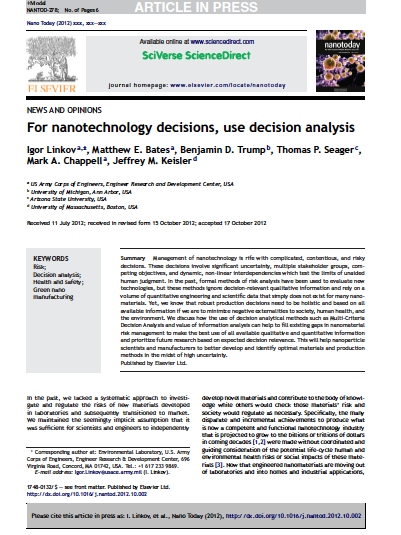 +Model
NANTOD-278; No. of Pages 6
ARTICLE IN PRESS
Nano Today (2012) xxx, xxx—xxx
Available online at www.sciencedirect.com
SciVerse ScienceDirect
journal homepage: www.elsevier.com/locate/nanotoday
ELSEVIER
nanotoday
NEWS AND OPINIONS
For nanotechnology decisions, use decision analysis
Igor Linkov a,∗, Matthew E. Bates a, Benjamin D. Trump b, Thomas P. Seager c,
Mark A. Chappell a, Jeffrey M. Keisler d
a US Army Corps of Engineers, Engineer Research and Development Center, USA
b University of Michigan, Ann Arbor, USA
c Arizona State University, USA
d University of Massachusetts, Boston, USA
Received 11 July 2012; received in revised form 15 October 2012; accepted 17 October 2012
KEYWORDS
Risk;
Decision analysis;
Health and Safety;
Green nano
manufacturing
Summary Management of nanotechnology is rife with complicated, contentious, and risky
decisions. These decisions involve significant uncertainty, multiple stakeholder groups, com-
peting objectives, and dynamic, non-linear interdependencies which test the limits of unaided
human judgment. In the past, formal methods of risk analysis have been used to evaluate new
technologies, but these methods ignore decision-relevant qualitative information and rely on a
volume of quantitative engineering and scientific data that simply does not exist for many nano-
materials. Yet, we know that robust production decisions need to be holistic and based on all
available information if we are to minimize negative externalities to society, human health, and
the environment. We discuss how the use of decision analytical methods such as Multi-Criteria
Decision Analysis and value of information analysis can help to fill existing gaps in nanomaterial
risk management to make the best use of all available qualitative and quantitative information
and prioritize future research based on expected decision relevance. This will help nanoparticle
scientists and manufacturers to better develop and identify optimal materials and production
methods in the midst of high uncertainty.
Published by Elsevier Ltd.
In the past, we lacked a systematic approach to investi-
gate and regulate the risks of new materials developed
in laboratories and subsequently transitioned to market.
We maintained the seemingly implicit assumption that it
was sufficient for scientists and engineers to independently
∗ Corresponding author at: Environmental Laboratory, U.S. Army
Corps of Engineers, Engineer Research & Development Center, 696
Virginia Road, Concord, MA 01742, USA. Tel.: +1 617 233 9869.
E-mail address: Igor.Linkov@usace.army.mil (I. Linkov).
develop novel materials and contribute to the body of knowl-
edge while others would check those materials' risk and
society would regulate as necessary. Specifically, the many
disparate and incremental achievements to produce what
is now a competent and functional nanotechnology industry
that is projected to grow to the billions or trillions of dollars
in coming decades [1,2] were made without coordinated and
guiding consideration of the potential life-cycle human and
environmental health risks or social impacts of these mate-
rials [3]. Now that engineered nanomaterials are moving out
of laboratories and into homes and industrial applications,
1748-0132/$ — see front matter. Published by Elsevier Ltd.
http://dx.doi.org/10.1016/j.nantod.2012.10.002
Please cite this article in press as: I. Linkov, et al., Nano Today (2012), http://dx.doi.org/10.1016/j.nantod.2012.10.002